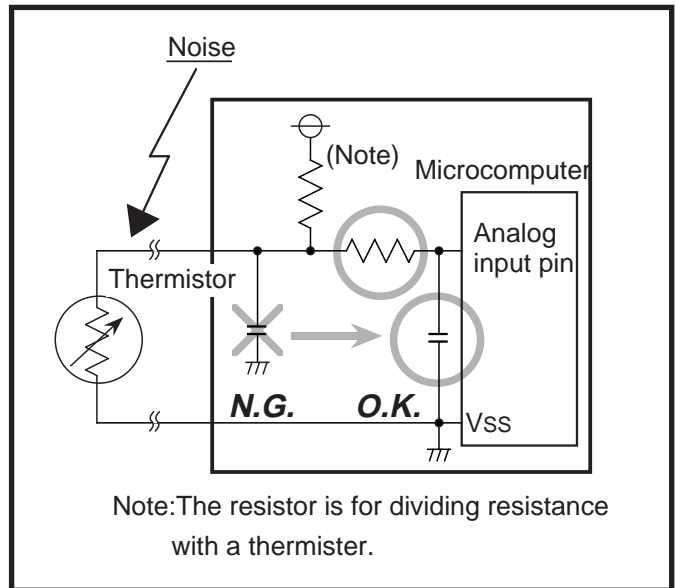 Noise
(Note)
Microcomputer
Analog
input pin
Thermistor
N.G. O.K.
Vss
Note:The resistor is for dividing resistance
with a thermister.